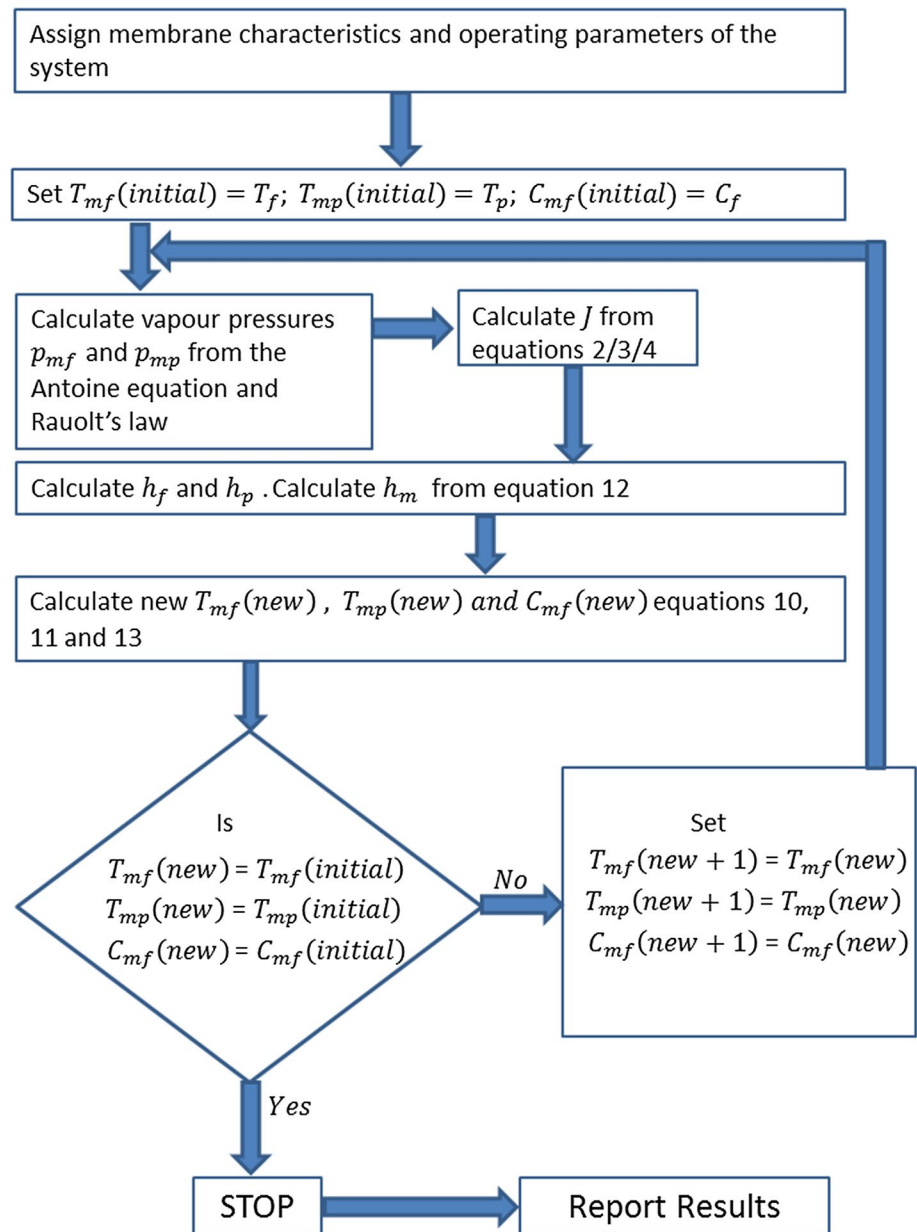 Assign membrane characteristics and operating parameters of the
system
Set T_mf(initial) = T_f; T_mp(initial) = T_p; C_mf(initial) = C_f
Calculate vapour pressures
p_mf and p_mp from the
Antoine equation and
Rauolt's law
Calculate J from
equations 2/3/4
Calculate h_f and h_p . Calculate h_m from equation 12
Calculate new T_mf(new) , T_mp(new) and C_mf(new) equations 10,
11 and 13
Is
T_mf(new) = T_mf(initial)
T_mp(new) = T_mp(initial)
C_mf(new) = C_mf(initial)
No
Set
T_mf(new + 1) = T_mf(new)
T_mp(new + 1) = T_mp(new)
C_mf(new + 1) = C_mf(new)
Yes
STOP
Report Results